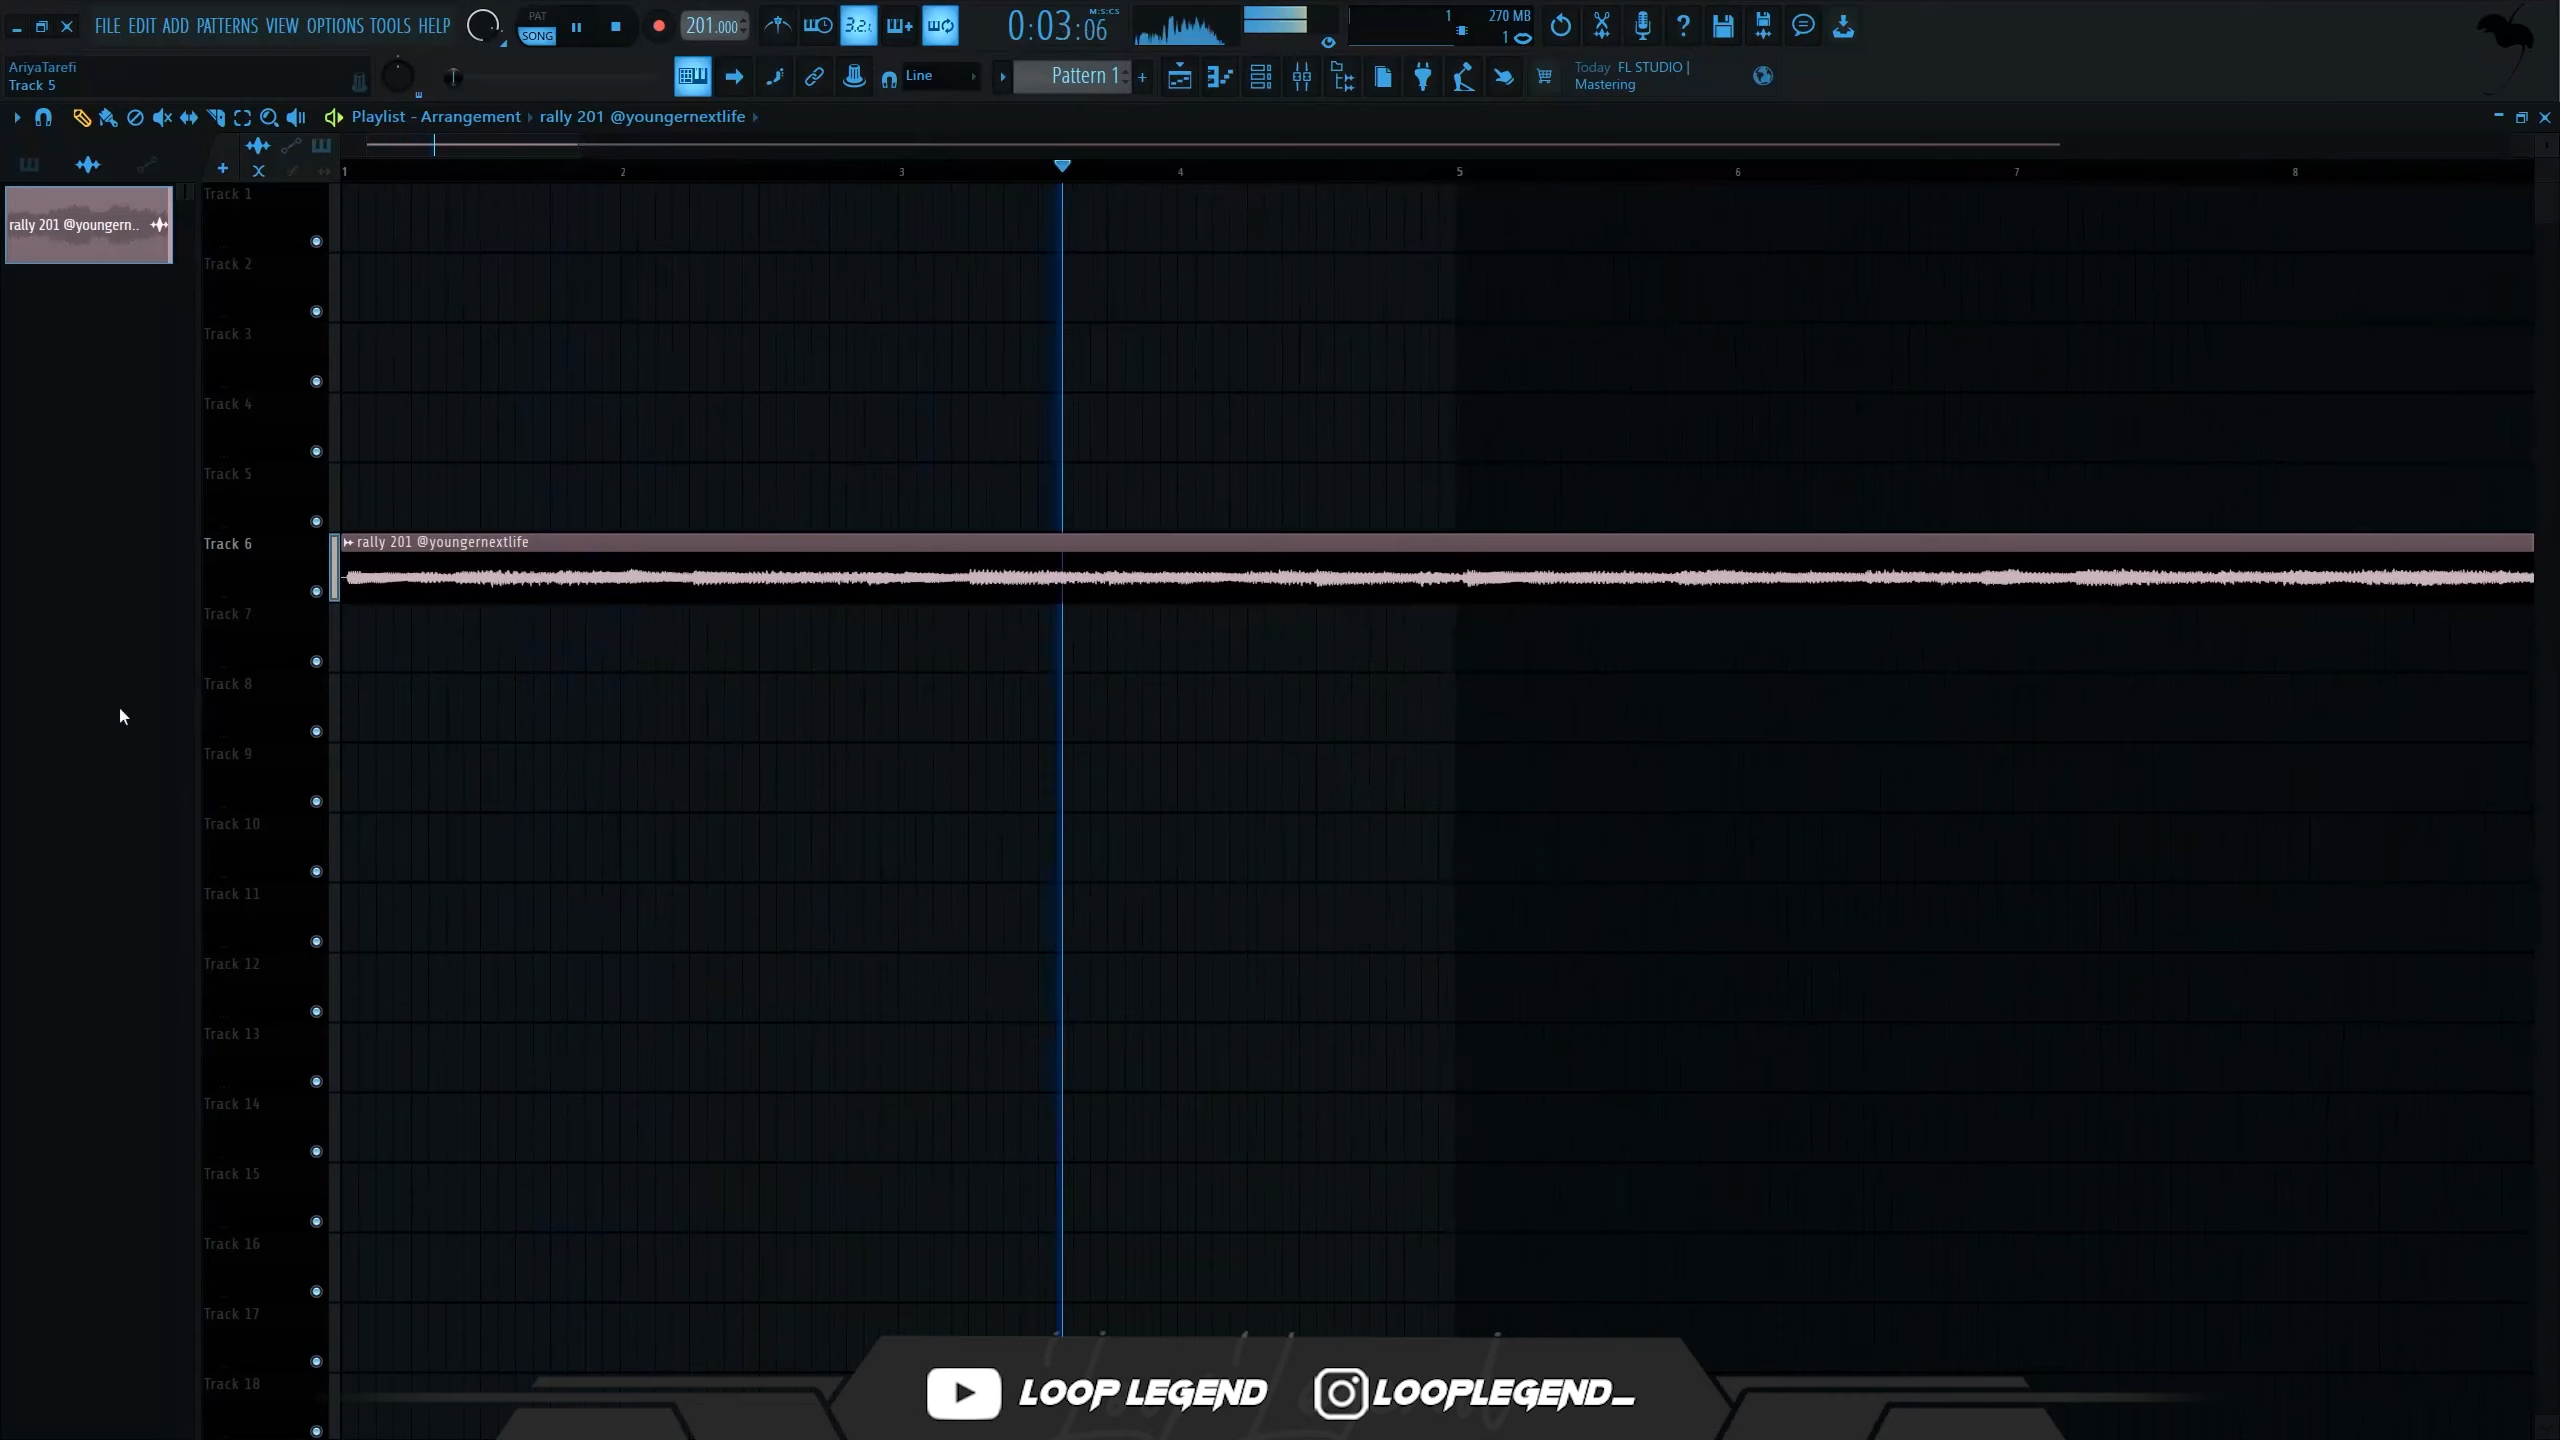 FILE EDIT ADD PATTERNS VIEW OPTIONS TOOLS HELP
PAT
SONG
201.000
3.2.
0:03:06
M:S:CS
1
270 MB
1
AriyaTarefi
Track 5
Line
Pattern 1
+
Today FL STUDIO |
Mastering
Playlist - Arrangement rally 201 @youngernextlife
1 2 3 4 5 6 7 8
rally 201 @youngern..
Track 1
Track 2
Track 3
Track 4
Track 5
Track 6
rally 201 @youngernextlife
Track 7
Track 8
Track 9
Track 10
Track 11
Track 12
Track 13
Track 14
Track 15
Track 16
Track 17
Track 18
LOOP LEGEND LOOPLEGEND_